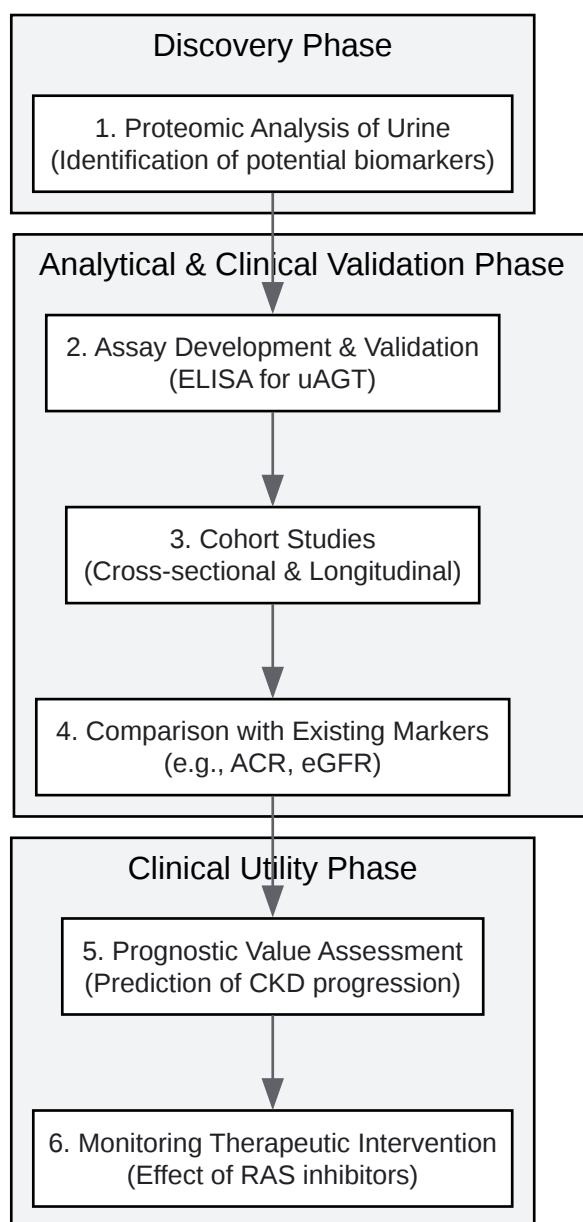 Discovery Phase
1. Proteomic Analysis of Urine
(Identification of potential biomarkers)
Analytical & Clinical Validation Phase
2. Assay Development & Validation
(ELISA for uAGT)
3. Cohort Studies
(Cross-sectional & Longitudinal)
4. Comparison with Existing Markers
(e.g., ACR, eGFR)
Clinical Utility Phase
5. Prognostic Value Assessment
(Prediction of CKD progression)
6. Monitoring Therapeutic Intervention
(Effect of RAS inhibitors)